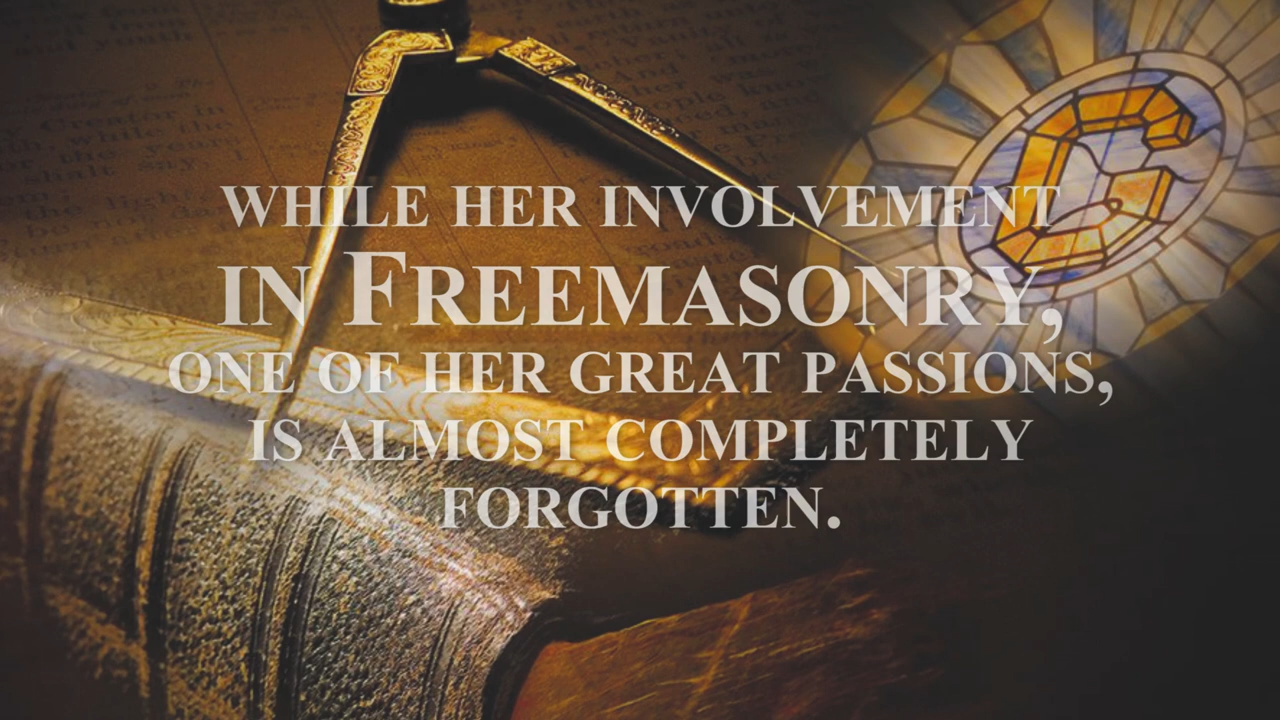 WHILE HER INVOLVEMENT
IN FREEMASONRY,
ONE OF HER GREAT PASSIONS,
IS ALMOST COMPLETELY
FORGOTTEN.